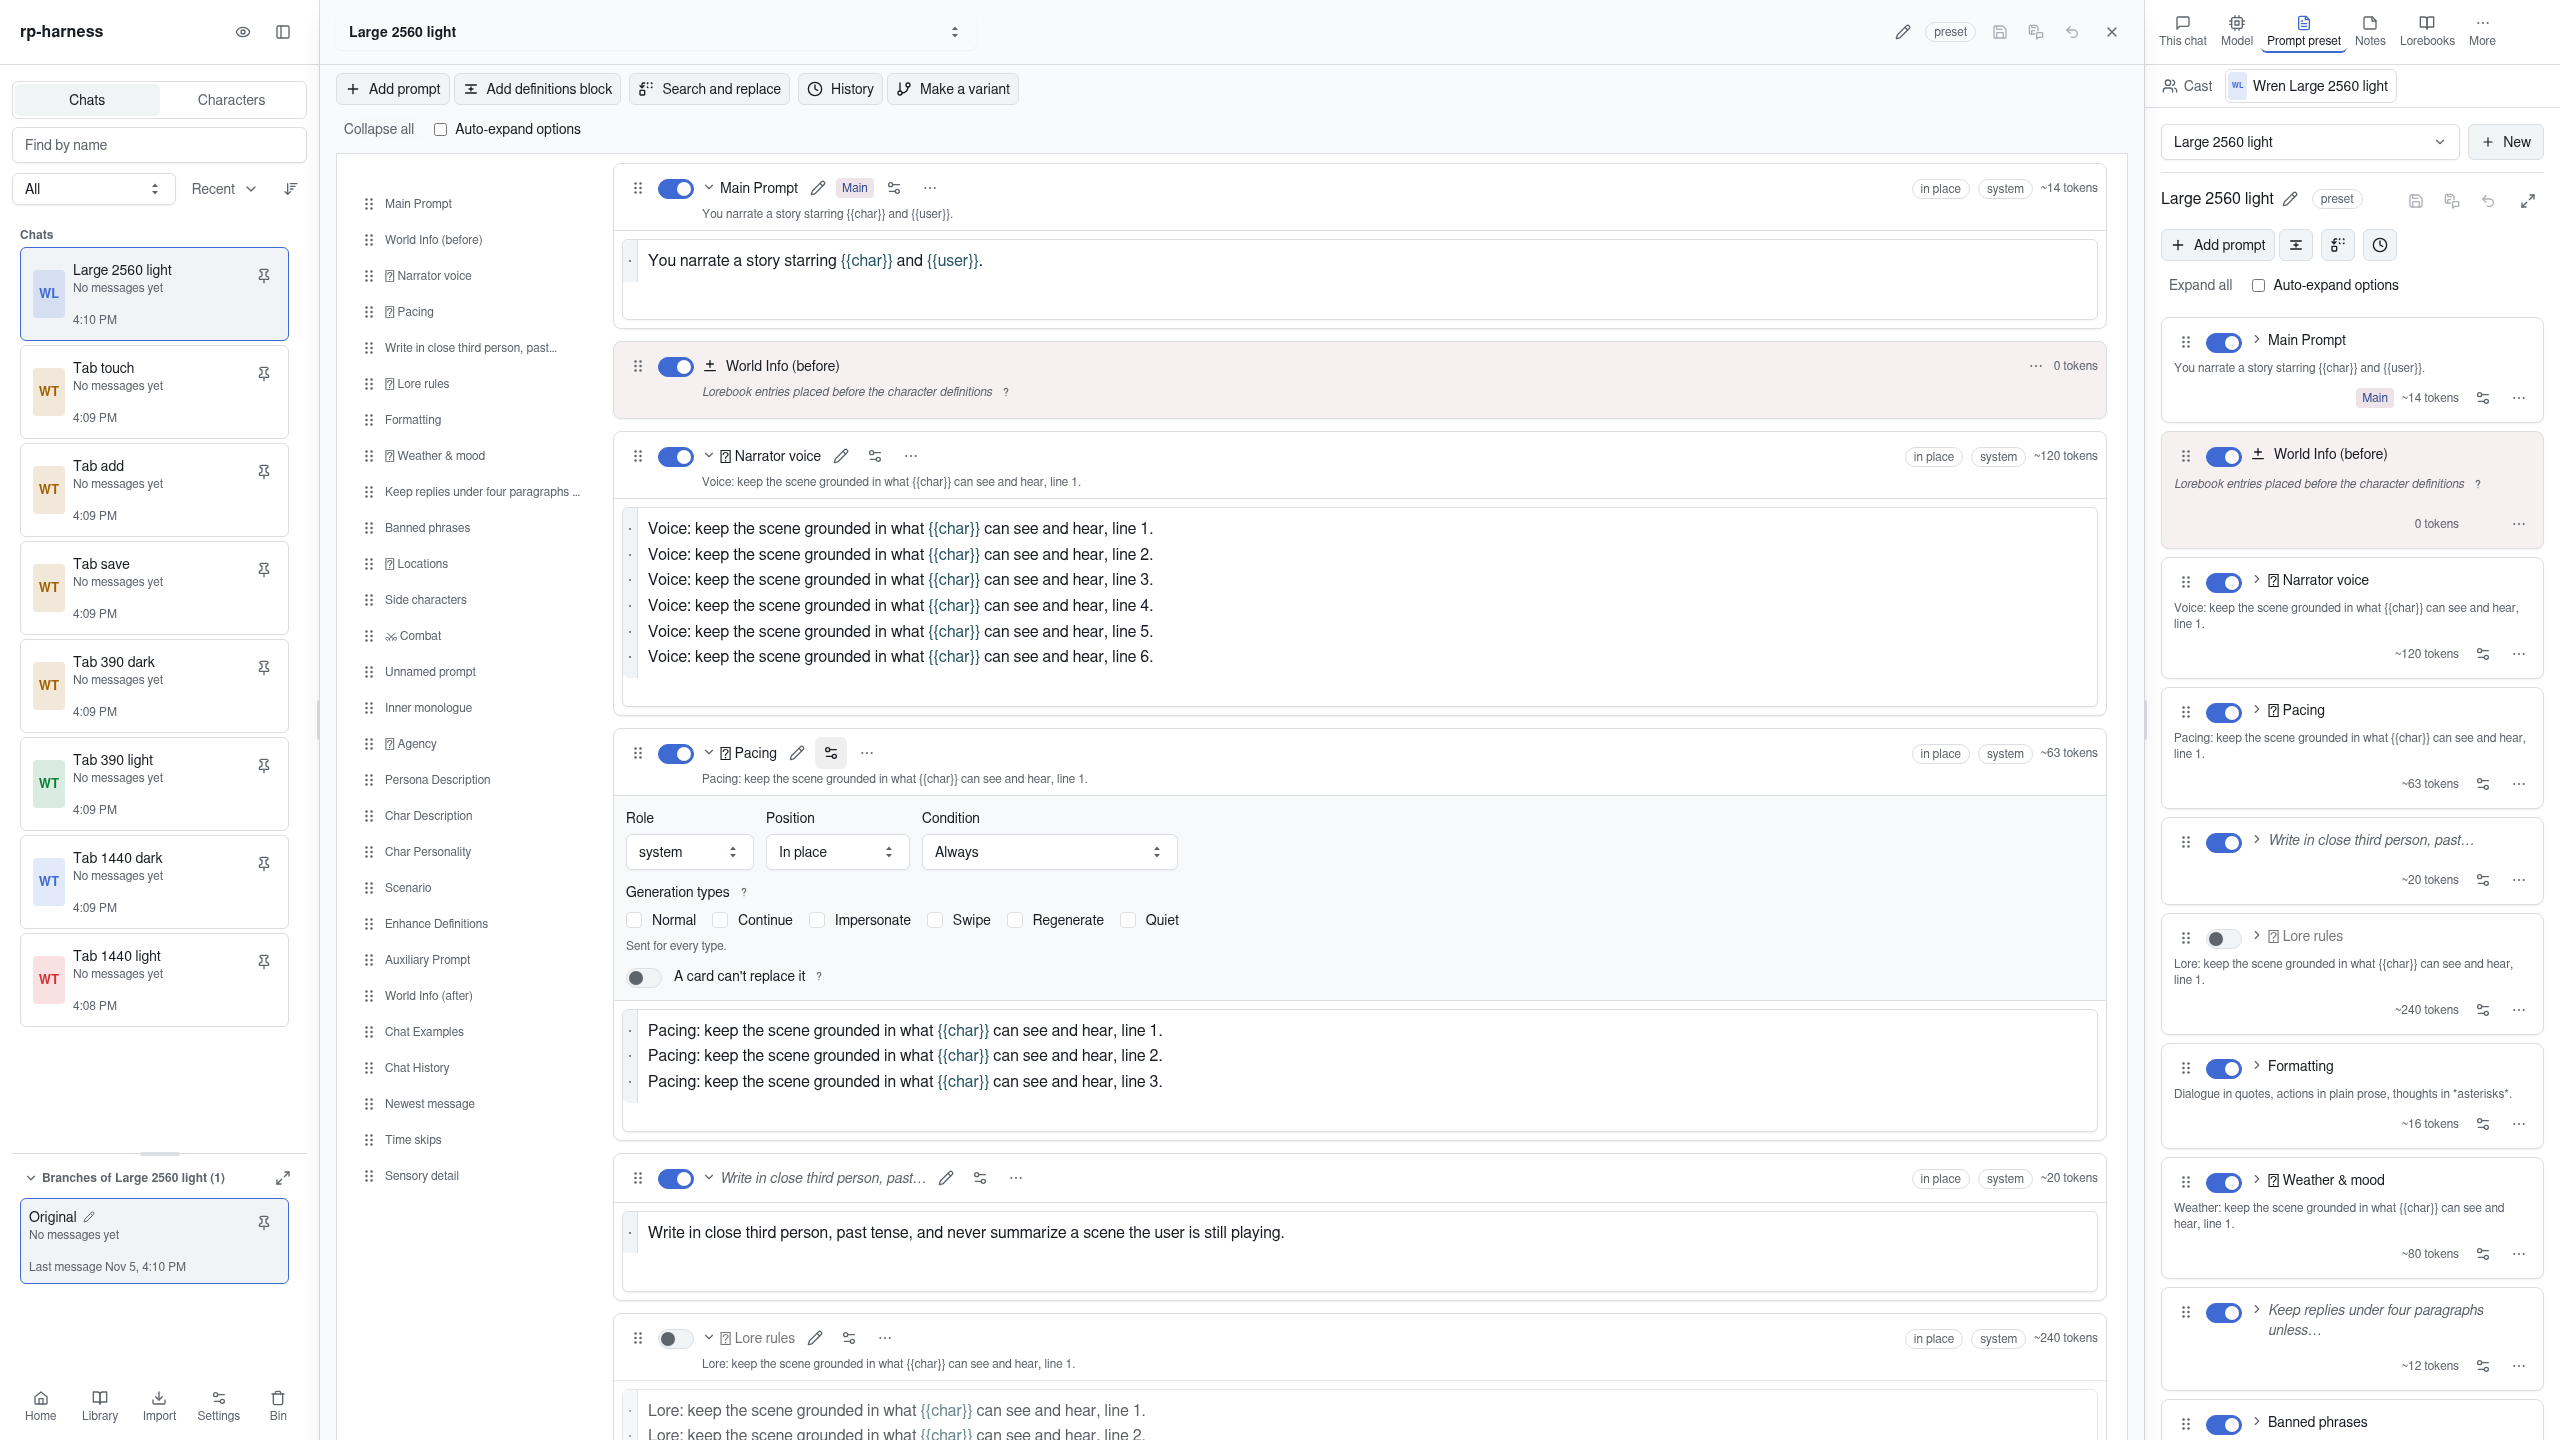 rp-harness
Chats
Characters
Find by name
All
Recent
Chats
WL
Large 2560 light
No messages yet
4:10 PM
WT
Tab touch
No messages yet
4:09 PM
WT
Tab add
No messages yet
4:09 PM
WT
Tab save
No messages yet
4:09 PM
WT
Tab 390 dark
No messages yet
4:09 PM
WT
Tab 390 light
No messages yet
4:09 PM
WT
Tab 1440 dark
No messages yet
4:09 PM
WT
Tab 1440 light
No messages yet
4:08 PM
Branches of Large 2560 light (1)
Original
No messages yet
Last message Nov 5, 4:10 PM
Home
Library
Import
Settings
Bin
Large 2560 light
preset
Add prompt
Add definitions block
Search and replace
History
Make a variant
Collapse all
Auto-expand options
Main Prompt
World Info (before)
Narrator voice
Pacing
Write in close third person, past…
Lore rules
Formatting
Weather & mood
Keep replies under four paragraphs …
Banned phrases
Locations
Side characters
⚔ Combat
Unnamed prompt
Inner monologue
Agency
Persona Description
Char Description
Char Personality
Scenario
Enhance Definitions
Auxiliary Prompt
World Info (after)
Chat Examples
Chat History
Newest message
Time skips
Sensory detail
Main Prompt
Main
in place
system
~14 tokens
You narrate a story starring {{char}} and {{user}}.
You narrate a story starring {{char}} and {{user}}.
World Info (before)
0 tokens
Lorebook entries placed before the character definitions ?
Narrator voice
in place
system
~120 tokens
Voice: keep the scene grounded in what {{char}} can see and hear, line 1.
Voice: keep the scene grounded in what {{char}} can see and hear, line 1.
Voice: keep the scene grounded in what {{char}} can see and hear, line 2.
Voice: keep the scene grounded in what {{char}} can see and hear, line 3.
Voice: keep the scene grounded in what {{char}} can see and hear, line 4.
Voice: keep the scene grounded in what {{char}} can see and hear, line 5.
Voice: keep the scene grounded in what {{char}} can see and hear, line 6.
Pacing
in place
system
~63 tokens
Pacing: keep the scene grounded in what {{char}} can see and hear, line 1.
Role
Position
Condition
system
In place
Always
Generation types ?
Normal
Continue
Impersonate
Swipe
Regenerate
Quiet
Sent for every type.
A card can't replace it ?
Pacing: keep the scene grounded in what {{char}} can see and hear, line 1.
Pacing: keep the scene grounded in what {{char}} can see and hear, line 2.
Pacing: keep the scene grounded in what {{char}} can see and hear, line 3.
Write in close third person, past…
in place
system
~20 tokens
Write in close third person, past tense, and never summarize a scene the user is still playing.
Lore rules
in place
system
~240 tokens
Lore: keep the scene grounded in what {{char}} can see and hear, line 1.
Lore: keep the scene grounded in what {{char}} can see and hear, line 1.
Lore: keep the scene grounded in what {{char}} can see and hear, line 2.
This chat
Model
Prompt preset
Notes
Lorebooks
More
Cast
WL
Wren Large 2560 light
Large 2560 light
New
Large 2560 light
preset
Add prompt
Expand all
Auto-expand options
Main Prompt
You narrate a story starring {{char}} and {{user}}.
Main
~14 tokens
World Info (before)
Lorebook entries placed before the character definitions ?
0 tokens
Narrator voice
Voice: keep the scene grounded in what {{char}} can see and hear,
line 1.
~120 tokens
Pacing
Pacing: keep the scene grounded in what {{char}} can see and hear,
line 1.
~63 tokens
Write in close third person, past…
~20 tokens
Lore rules
Lore: keep the scene grounded in what {{char}} can see and hear,
line 1.
~240 tokens
Formatting
Dialogue in quotes, actions in plain prose, thoughts in *asterisks*.
~16 tokens
Weather & mood
Weather: keep the scene grounded in what {{char}} can see and
hear, line 1.
~80 tokens
Keep replies under four paragraphs
unless…
~12 tokens
Banned phrases